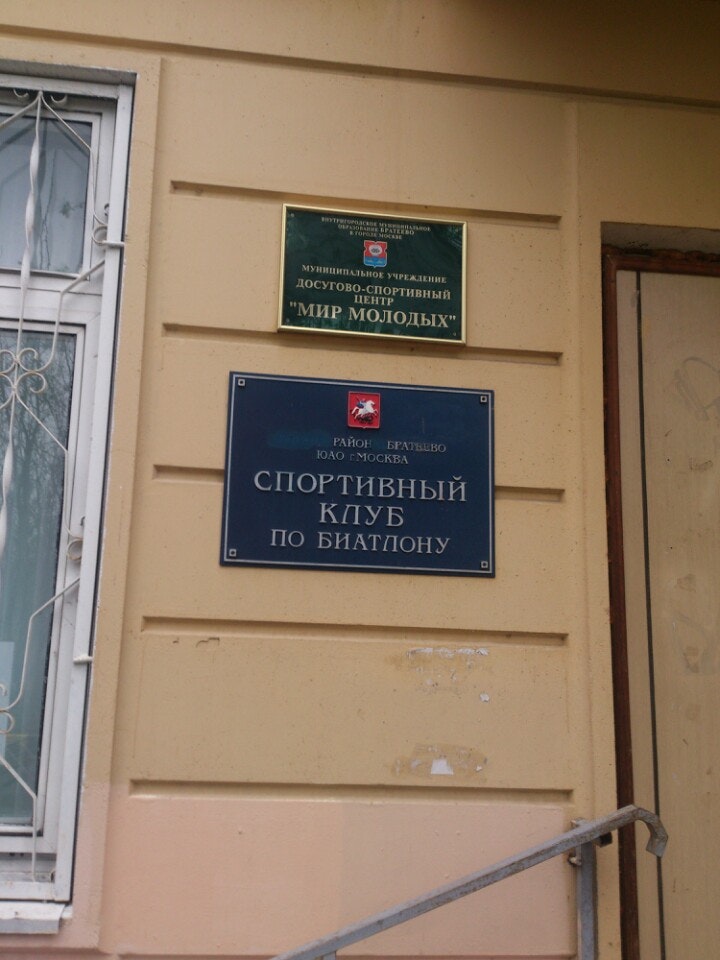 ВНУТРИГОРОДСКОЕ МУНИЦИПАЛЬНОЕ
ОБРАЗОВАНИЕ БРАТЕЕВО
В ГОРОДЕ МОСКВЕ
МУНИЦИПАЛЬНОЕ УЧРЕЖДЕНИЕ
ДОСУГОВО-СПОРТИВНЫЙ
ЦЕНТР
"МИР МОЛОДЫХ"
РАЙОН БРАТЕЕВО
ЮАО г.МОСКВА
СПОРТИВНЫЙ
КЛУБ
ПО БИАТЛОНУ